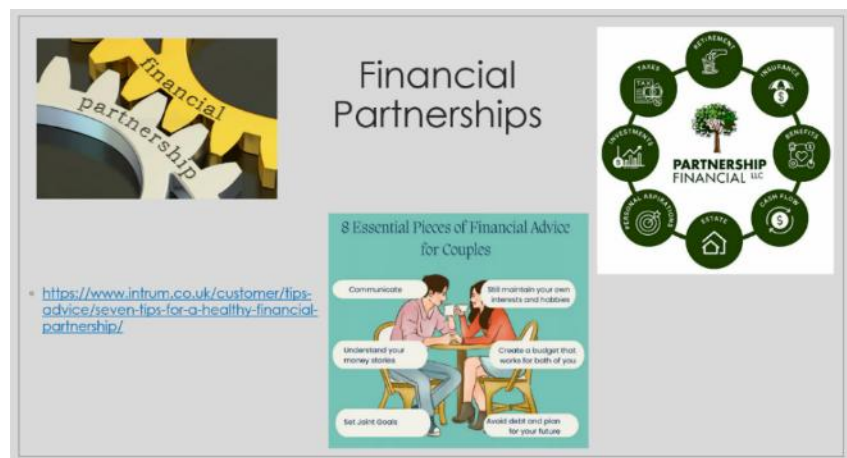 financial
partnership
Financial
Partnerships
RETIREMENT
INSURANCE
BENEFITS
CASH FLOW
ESTATE
PERSONAL ASPIRATIONS
INVESTMENTS
TAXES
TAX
PARTNERSHIP
FINANCIAL LLC
https://www.intrum.co.uk/customer/tips-
advice/seven-tips-for-a-healthy-financial-
partnership/
8 Essential Pieces of Financial Advice
for Couples
Communicate
Still maintain your own
interests and hobbies
Understand your
money stories
Create a budget that
works for both of you
Set Joint Goals
Avoid debt and plan
for your future